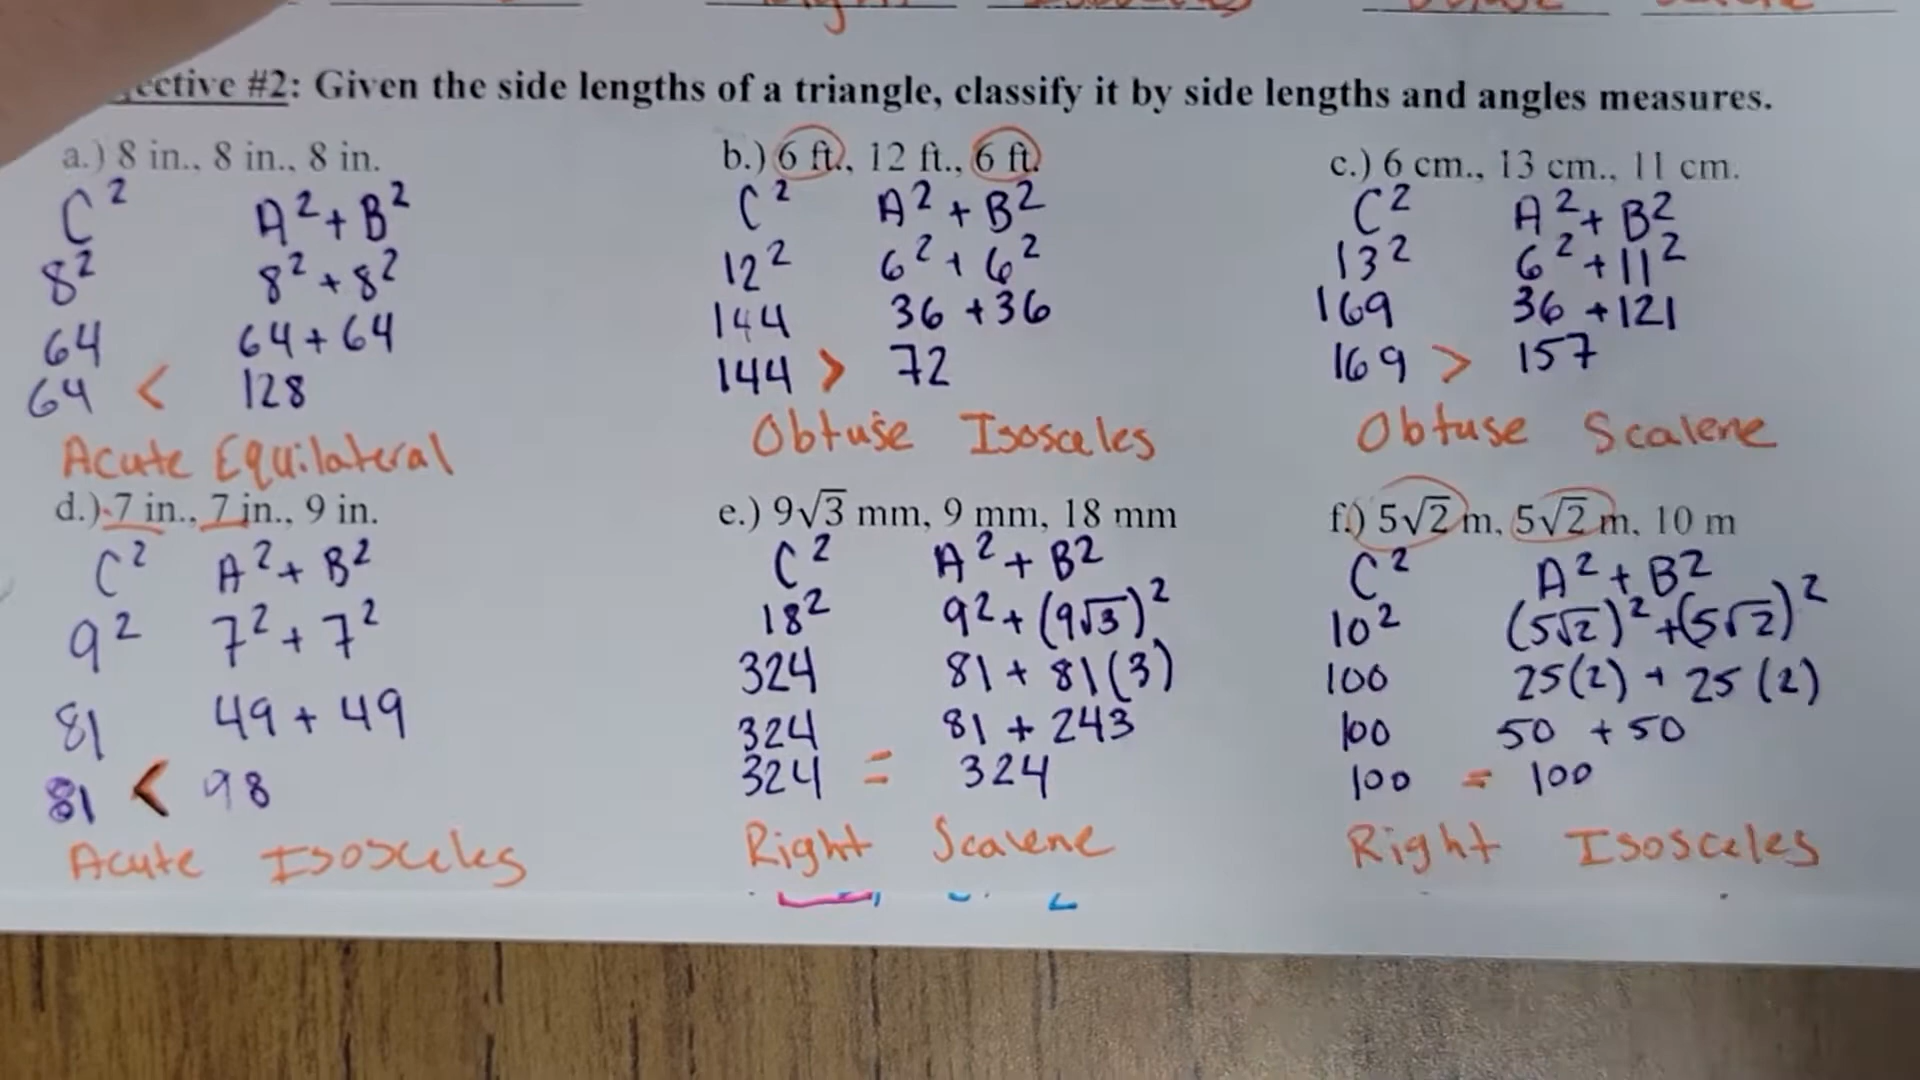 ective #2: Given the side lengths of a triangle, classify it by side lengths and angles measures.
a.) 8 in., 8 in., 8 in.
C² A² + B²
8² 8² + 8²
64 64 + 64
64 < 128
Acute Equilateral
b.) 6 ft., 12 ft., 6 ft.
C² A² + B²
12² 6² + 6²
144 36 + 36
144 > 72
Obtuse Isosceles
c.) 6 cm., 13 cm., 11 cm.
C² A² + B²
13² 6² + 11²
169 36 + 121
169 > 157
Obtuse Scalene
d.) 7 in., 7 in., 9 in.
C² A² + B²
9² 7² + 7²
81 49 + 49
81 < 98
Acute Isosceles
e.) 9√3 mm, 9 mm, 18 mm
C² A² + B²
18² 9² + (9√3)²
324 81 + 81(3)
324 81 + 243
324 = 324
Right Scalene
f.) 5√2 m, 5√2 m, 10 m
C² A² + B²
10² (5√2)² + (5√2)²
100 25(2) + 25(2)
100 50 + 50
100 = 100
Right Isosceles